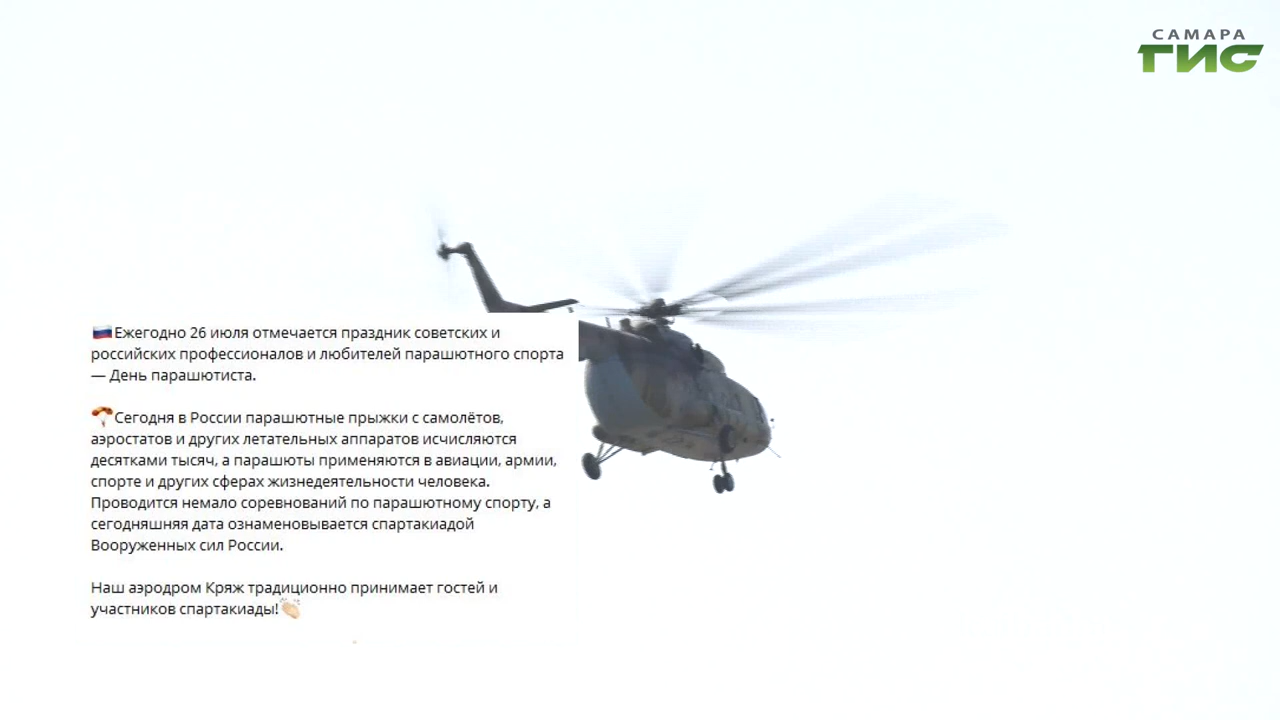 САМАРА
ГИС
Ежегодно 26 июля отмечается праздник советских и
российских профессионалов и любителей парашютного спорта
— День парашютиста.
Сегодня в России парашютные прыжки с самолётов,
аэростатов и других летательных аппаратов исчисляются
десятками тысяч, а парашюты применяются в авиации, армии,
спорте и других сферах жизнедеятельности человека.
Проводится немало соревнований по парашютному спорту, а
сегодняшняя дата ознаменовывается спартакиадой
Вооруженных сил России.
Наш аэродром Кряж традиционно принимает гостей и
участников спартакиады!